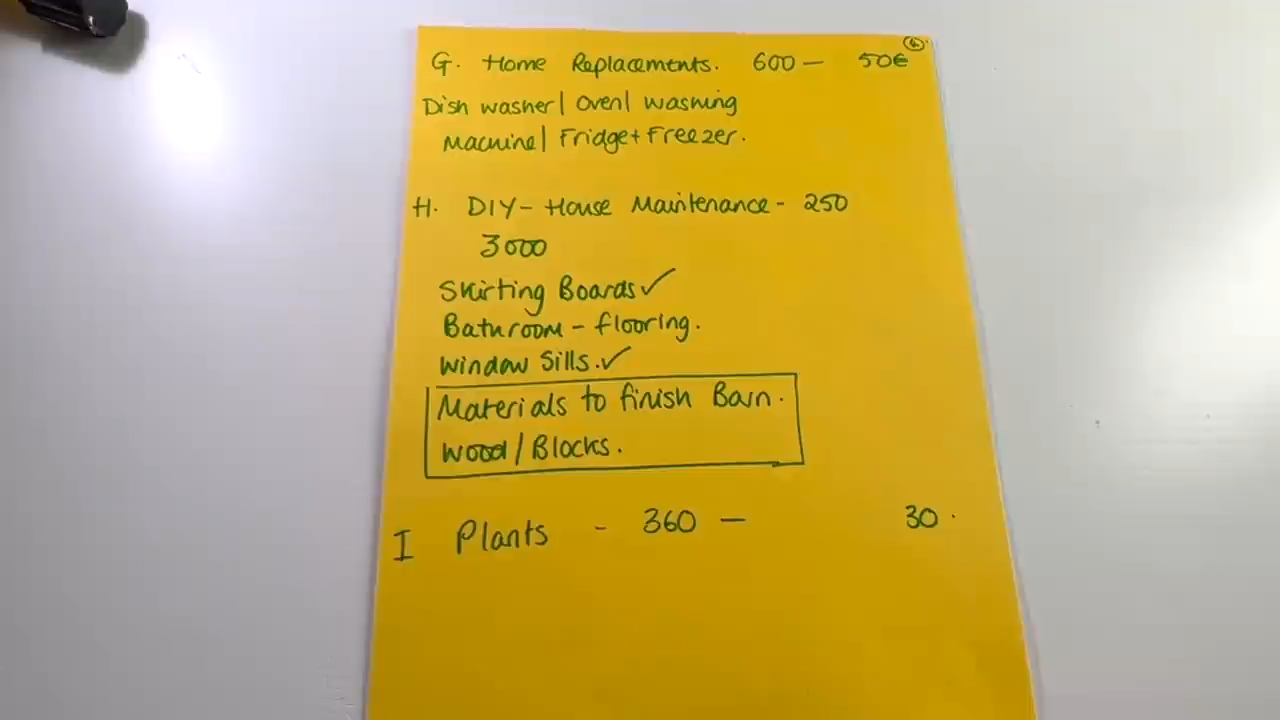 ④
G. Home Replacements. 600 — 50€
Dish washer| Oven| washing
Machine| Fridge+Freezer.
H. DIY - House Maintenance - 250
3000
Skirting Boards ✓
Bathroom - flooring.
Window Sills. ✓
Materials to finish Barn.
Wood/Blocks.
I Plants - 360 — 30.